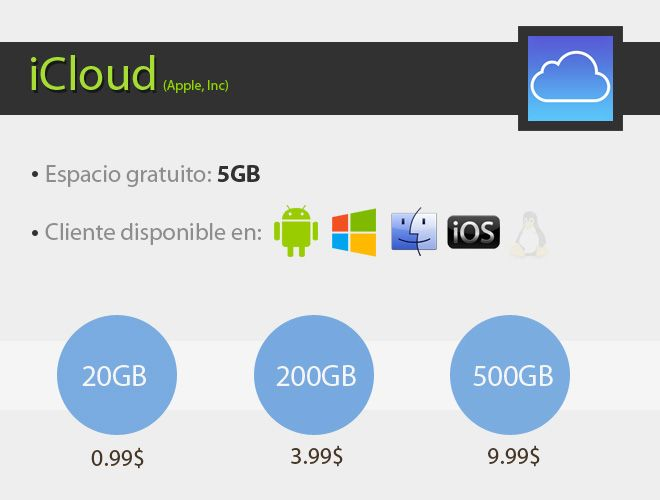 iCloud (Apple, Inc)
• Espacio gratuito: 5GB
• Cliente disponible en:
iOS
20GB 200GB 500GB
0.99$ 3.99$ 9.99$